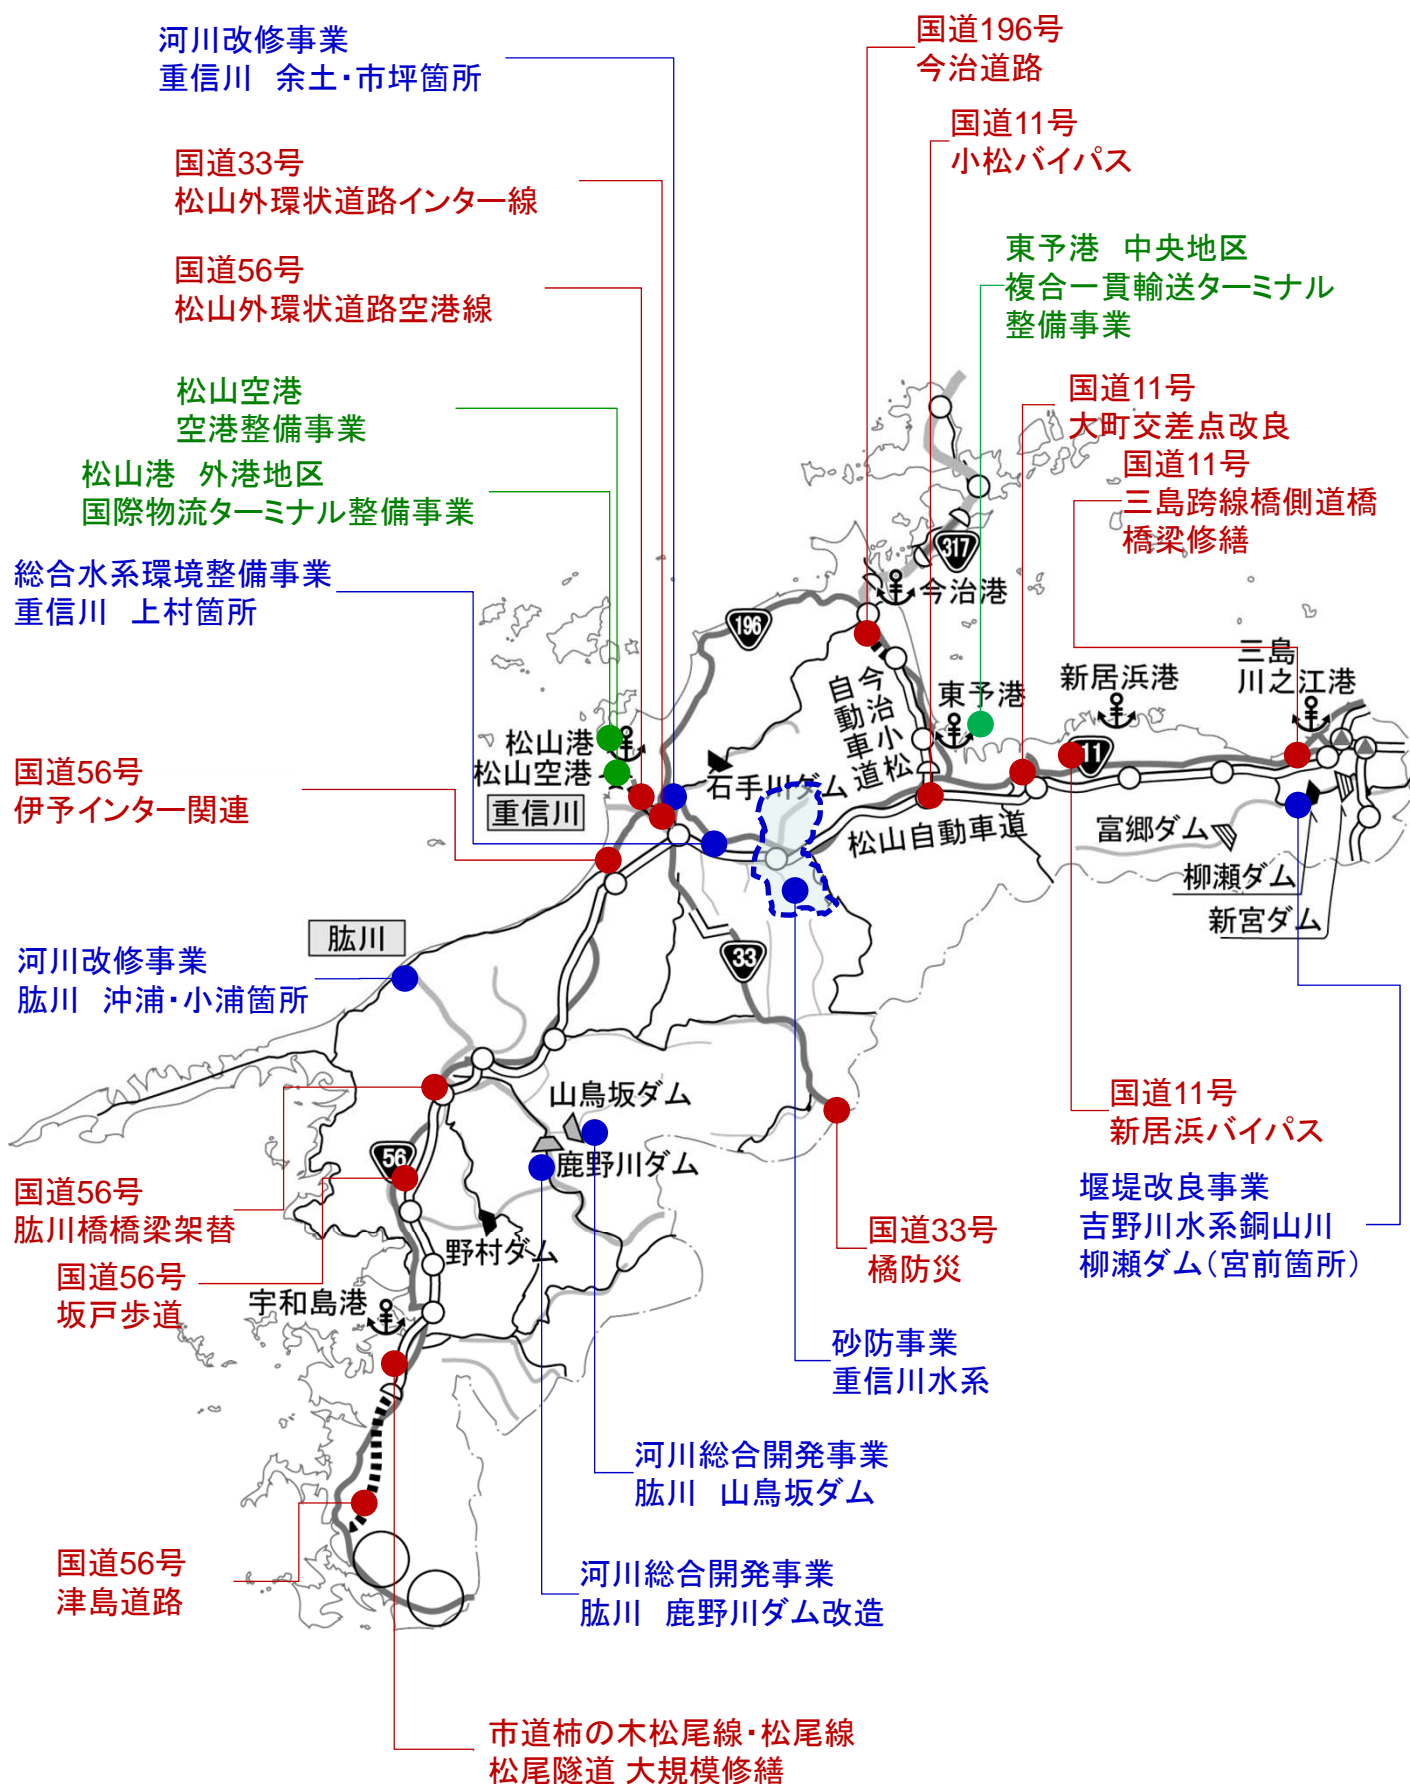 河川改修事業
重信川　余土・市坪箇所
国道196号
今治道路
国道33号
松山外環状道路インター線
国道11号
小松バイパス
国道56号
松山外環状道路空港線
東予港　中央地区
複合一貫輸送ターミナル
整備事業
松山空港
空港整備事業
国道11号
大町交差点改良
松山港　外港地区
国際物流ターミナル整備事業
国道11号
三島跨線橋側道橋
橋梁修繕
総合水系環境整備事業
重信川　上村箇所
317
今治港
196
今治小松
自動車道
東予港
新居浜港
三島
川之江港
松山港
松山空港
石手川ダム
11
国道56号
伊予インター関連
重信川
松山自動車道
富郷ダム
柳瀬ダム
新宮ダム
肱川
33
河川改修事業
肱川　沖浦・小浦箇所
山鳥坂ダム
鹿野川ダム
56
野村ダム
国道11号
新居浜バイパス
国道56号
肱川橋橋梁架替
国道33号
橘防災
堰堤改良事業
吉野川水系銅山川
柳瀬ダム（宮前箇所）
国道56号
坂戸歩道
宇和島港
砂防事業
重信川水系
河川総合開発事業
肱川　山鳥坂ダム
国道56号
津島道路
河川総合開発事業
肱川　鹿野川ダム改造
市道柿の木松尾線・松尾線
松尾隧道 大規模修繕